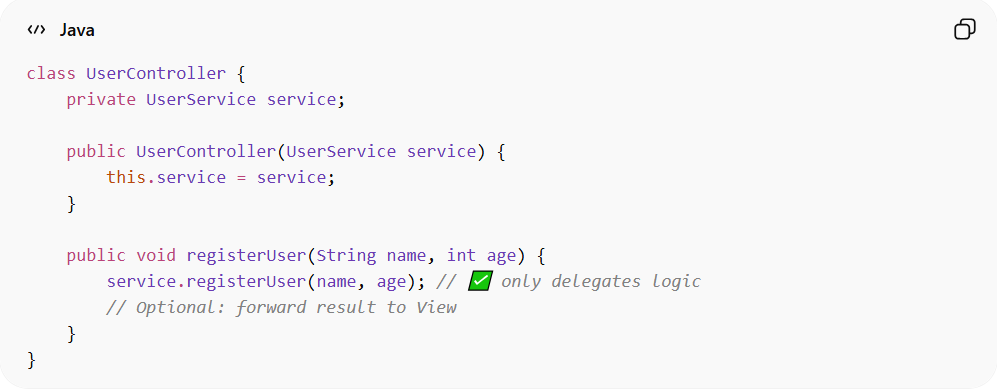 </> Java
class UserController {
    private UserService service;

    public UserController(UserService service) {
        this.service = service;
    }

    public void registerUser(String name, int age) {
        service.registerUser(name, age); // ✅ only delegates logic
        // Optional: forward result to View
    }
}